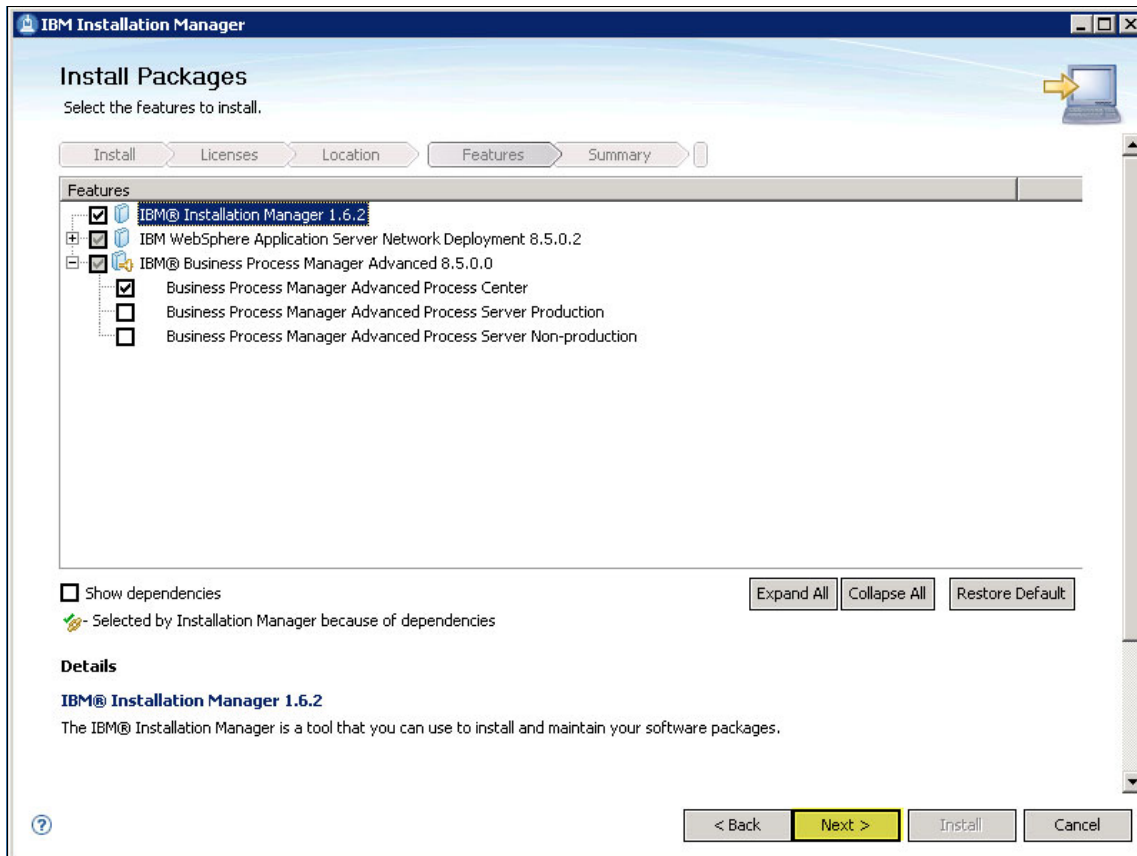 IBM Installation Manager
Install Packages
Select the features to install.
Install Licenses Location Features Summary
Features
IBM® Installation Manager 1.6.2
IBM WebSphere Application Server Network Deployment 8.5.0.2
IBM® Business Process Manager Advanced 8.5.0.0
Business Process Manager Advanced Process Center
Business Process Manager Advanced Process Server Production
Business Process Manager Advanced Process Server Non-production
Show dependencies Expand All Collapse All Restore Default
- Selected by Installation Manager because of dependencies
Details
IBM® Installation Manager 1.6.2
The IBM® Installation Manager is a tool that you can use to install and maintain your software packages.
? < Back Next > Install Cancel